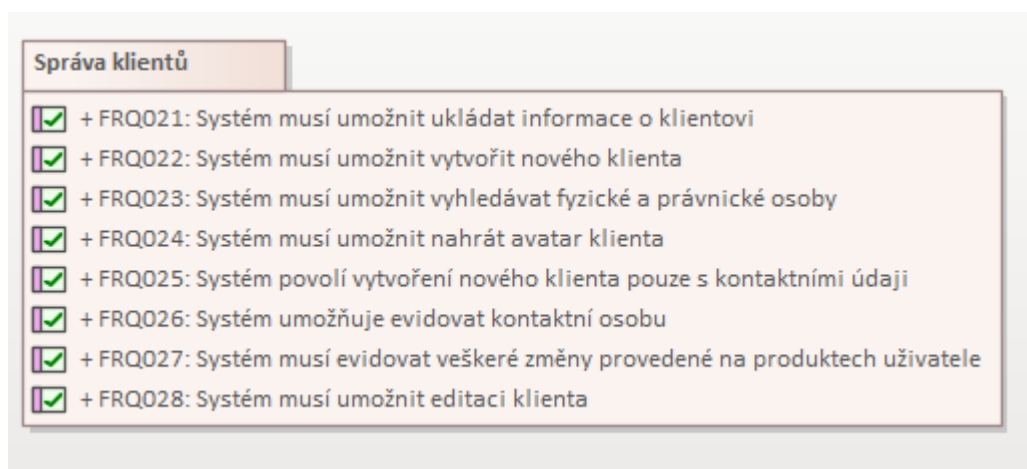 Správa klientů
+ FRQ021: Systém musí umožnit ukládat informace o klientovi
+ FRQ022: Systém musí umožnit vytvořit nového klienta
+ FRQ023: Systém musí umožnit vyhledávat fyzické a právnické osoby
+ FRQ024: Systém musí umožnit nahrát avatar klienta
+ FRQ025: Systém povolí vytvoření nového klienta pouze s kontaktními údaji
+ FRQ026: Systém umožňuje evidovat kontaktní osobu
+ FRQ027: Systém musí evidovat veškeré změny provedené na produktech uživatele
+ FRQ028: Systém musí umožnit editaci klienta